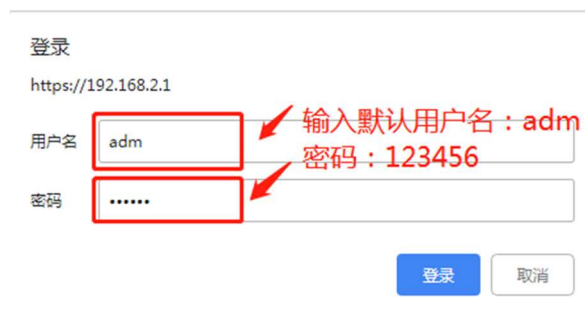 登录
https://192.168.2.1
用户名 adm
输入默认用户名：adm
密码：123456
密码 ••••••
登录 取消